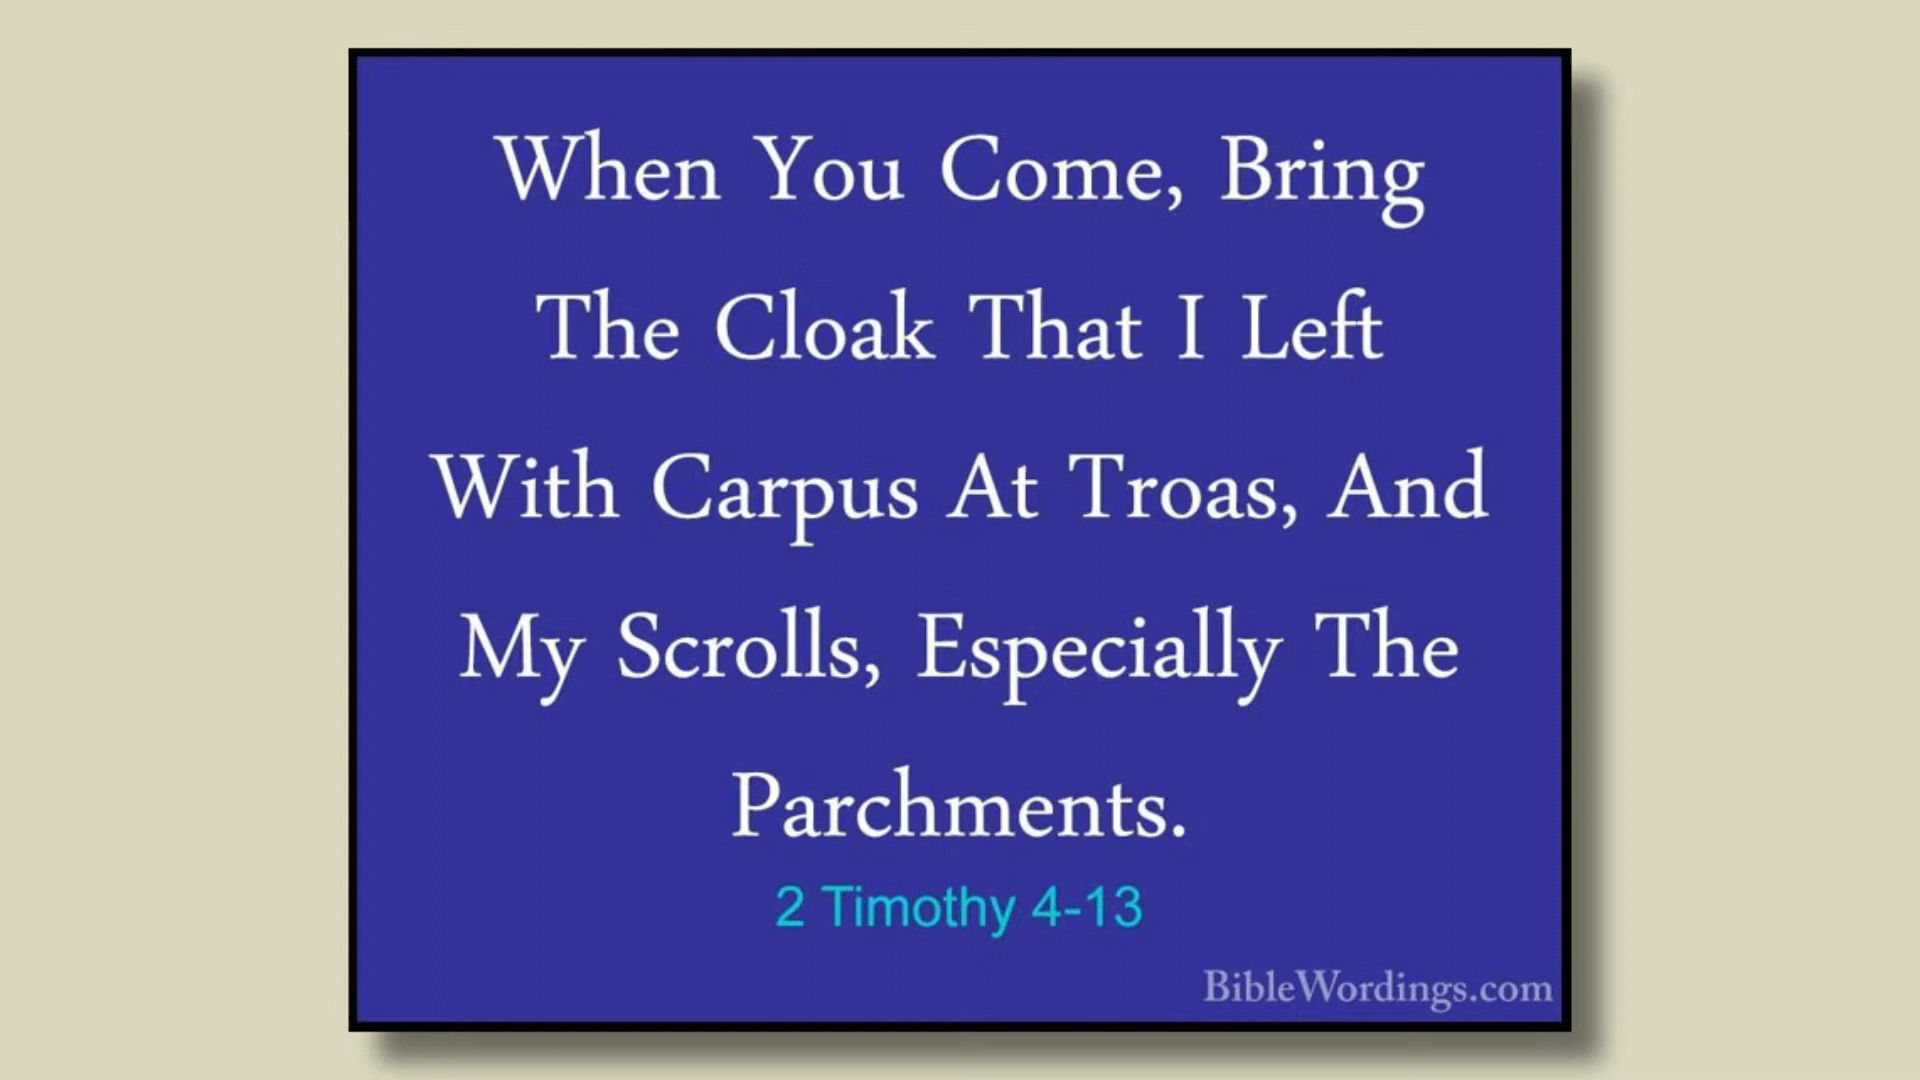 When You Come, Bring
The Cloak That I Left
With Carpus At Troas, And
My Scrolls, Especially The
Parchments.
2 Timothy 4-13
BibleWordings.com